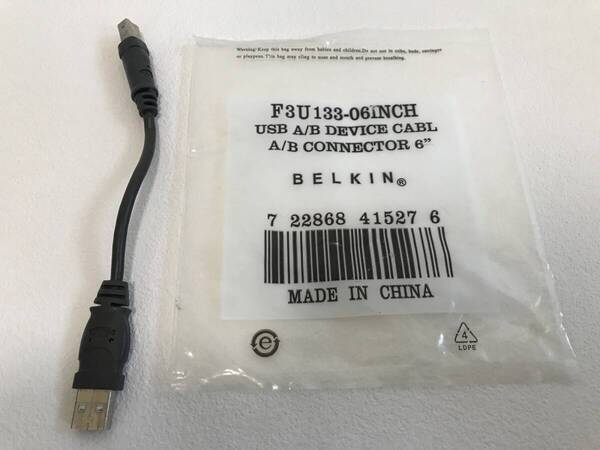 Warning:Keep this bag away from babies and children.Do not use in cribs, beds, carriages
or playpens.This bag may cling to nose and mouth and prevent breathing.
F3U133-06INCH
USB A/B DEVICE CABL
A/B CONNECTOR 6"
BELKIN®
7 22868 41527 6
MADE IN CHINA
e
4
LDPE